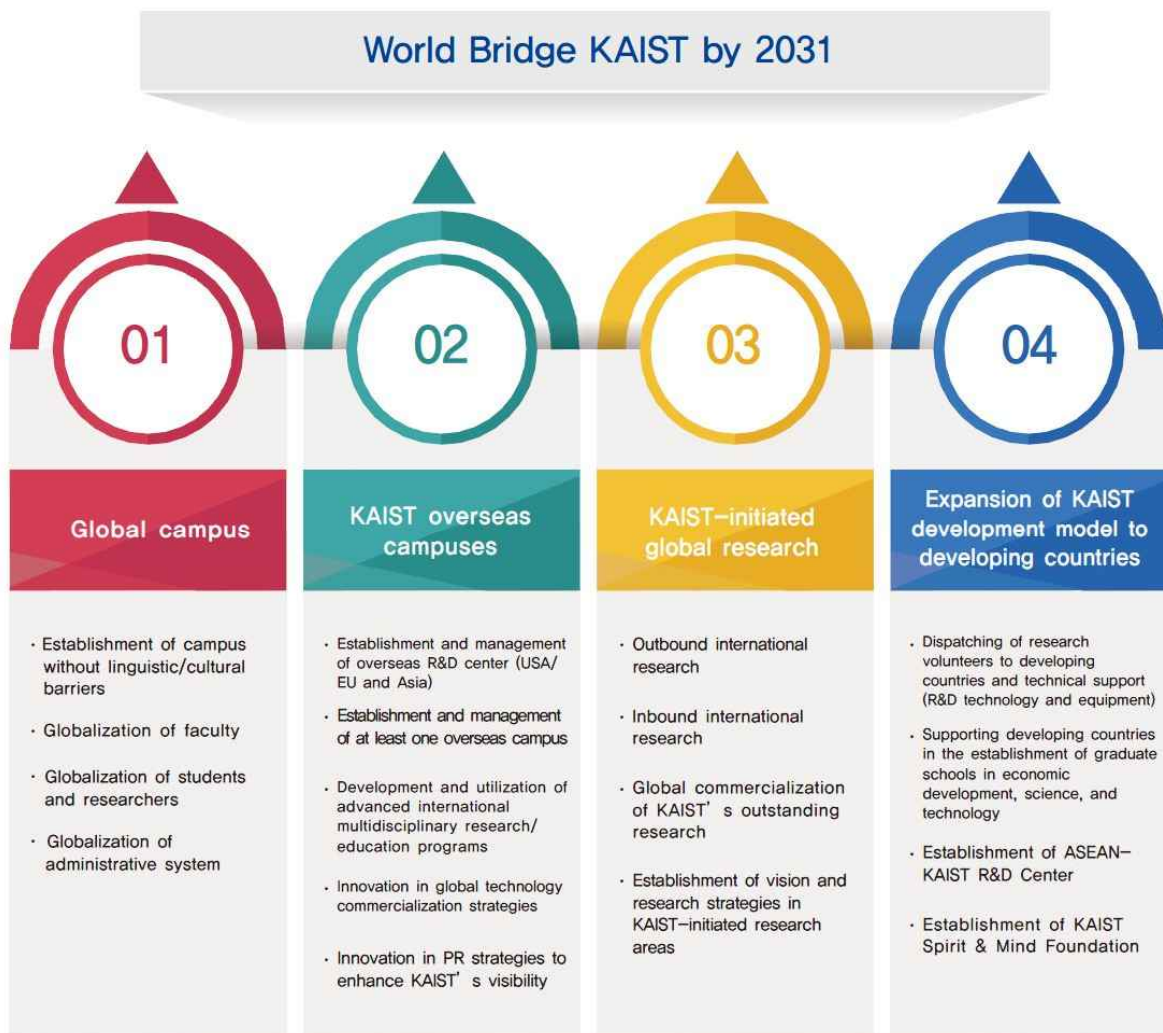 World Bridge KAIST by 2031
01
Global campus
· Establishment of campus
without linguistic/cultural
barriers
· Globalization of faculty
· Globalization of students
and researchers
· Globalization of
administrative system
02
KAIST overseas
campuses
· Establishment and management
of overseas R&D center (USA/
EU and Asia)
· Establishment and management
of at least one overseas campus
· Development and utilization of
advanced international
multidisciplinary research/
education programs
· Innovation in global technology
commercialization strategies
· Innovation in PR strategies to
enhance KAIST's visibility
03
KAIST-initiated
global research
· Outbound international
research
· Inbound international
research
· Global commercialization
of KAIST's outstanding
research
· Establishment of vision and
research strategies in
KAIST-initiated research
areas
04
Expansion of KAIST
development model to
developing countries
· Dispatching of research
volunteers to developing
countries and technical support
(R&D technology and equipment)
· Supporting developing countries
in the establishment of graduate
schools in economic
development, science, and
technology
· Establishment of ASEAN-
KAIST R&D Center
· Establishment of KAIST
Spirit & Mind Foundation